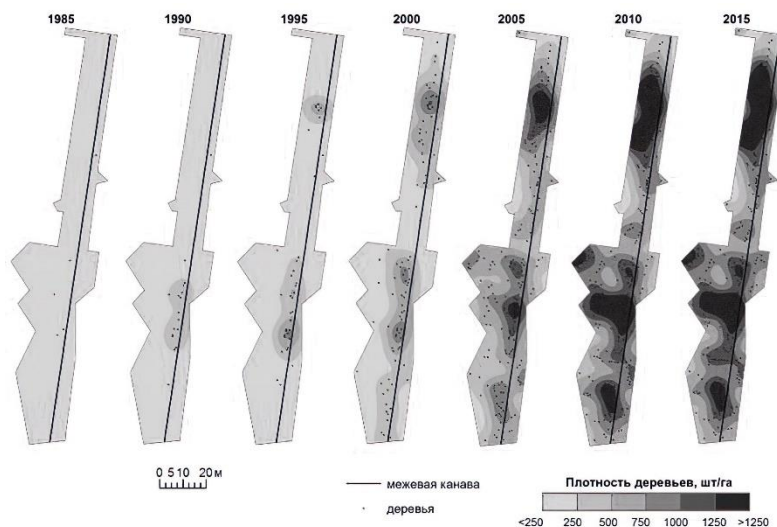 1985 1990 1995 2000 2005 2010 2015
0 5 10 20 м
межевая канава
деревья
Плотность деревьев, шт/га
<250 250 500 750 1000 1250 >1250